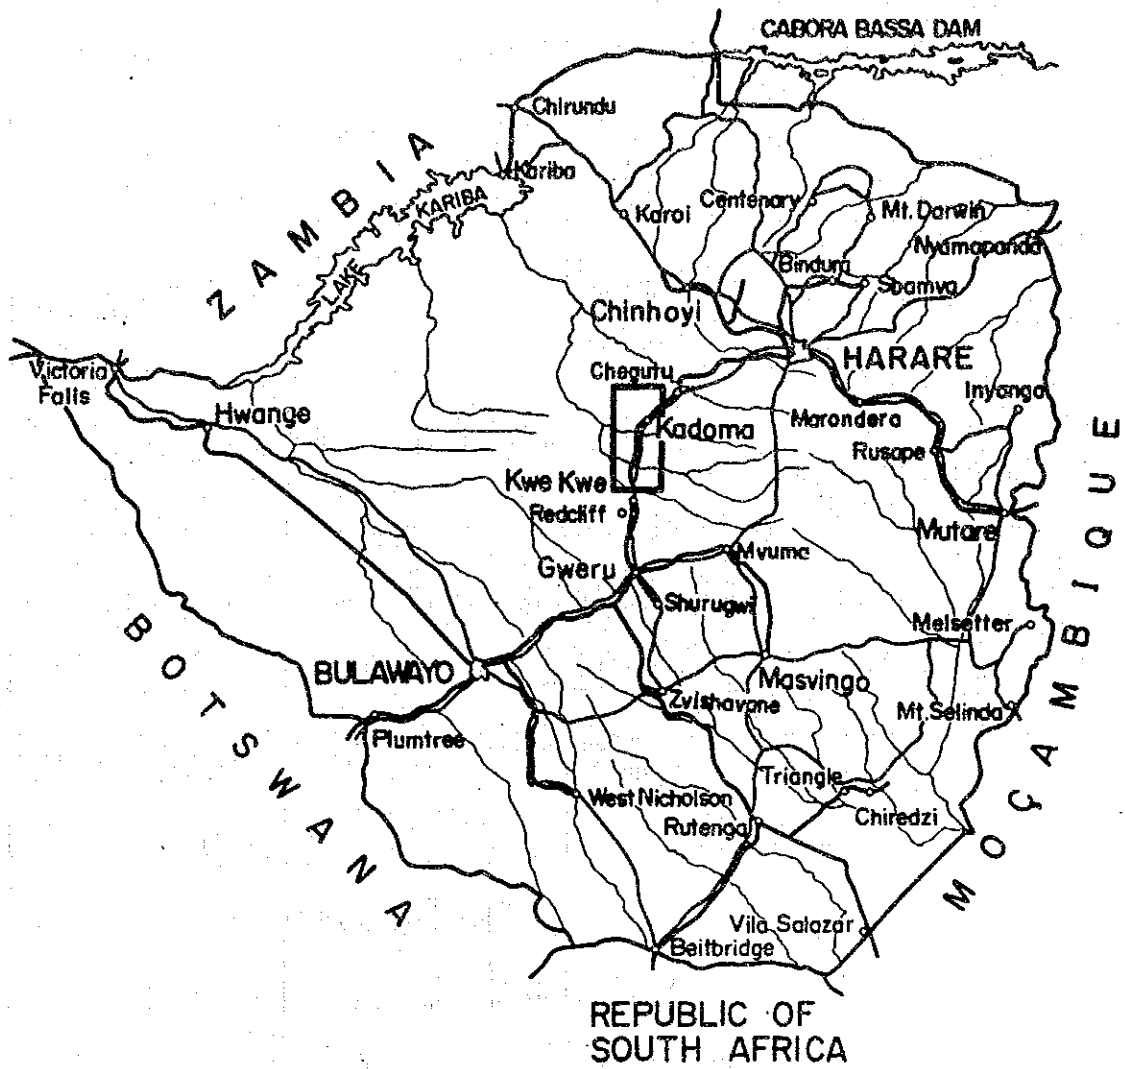 CABORA BASSA DAM
Chirundu
ZAMBIA
Kariba
LAKE KARIBA
Karoi
Centenary
Mt. Darwin
Nyamapanda
Bindura
Shamva
Chinhoyi
HARARE
Victoria
Falls
Chegutu
Inyanga
Hwange
Kadoma
Marondera
Rusape
Kwe Kwe
Redcliff
Mutare
Gweru
Mvuma
MOÇAMBIQUE
Shurugwi
Melsetter
BOTSWANA
BULAWAYO
Masvingo
Zvishavane
Mt. Selinda
Plumtree
Triangle
West Nicholson
Chiredzi
Rutenga
Vila Salazar
Beitbridge
REPUBLIC OF
SOUTH AFRICA